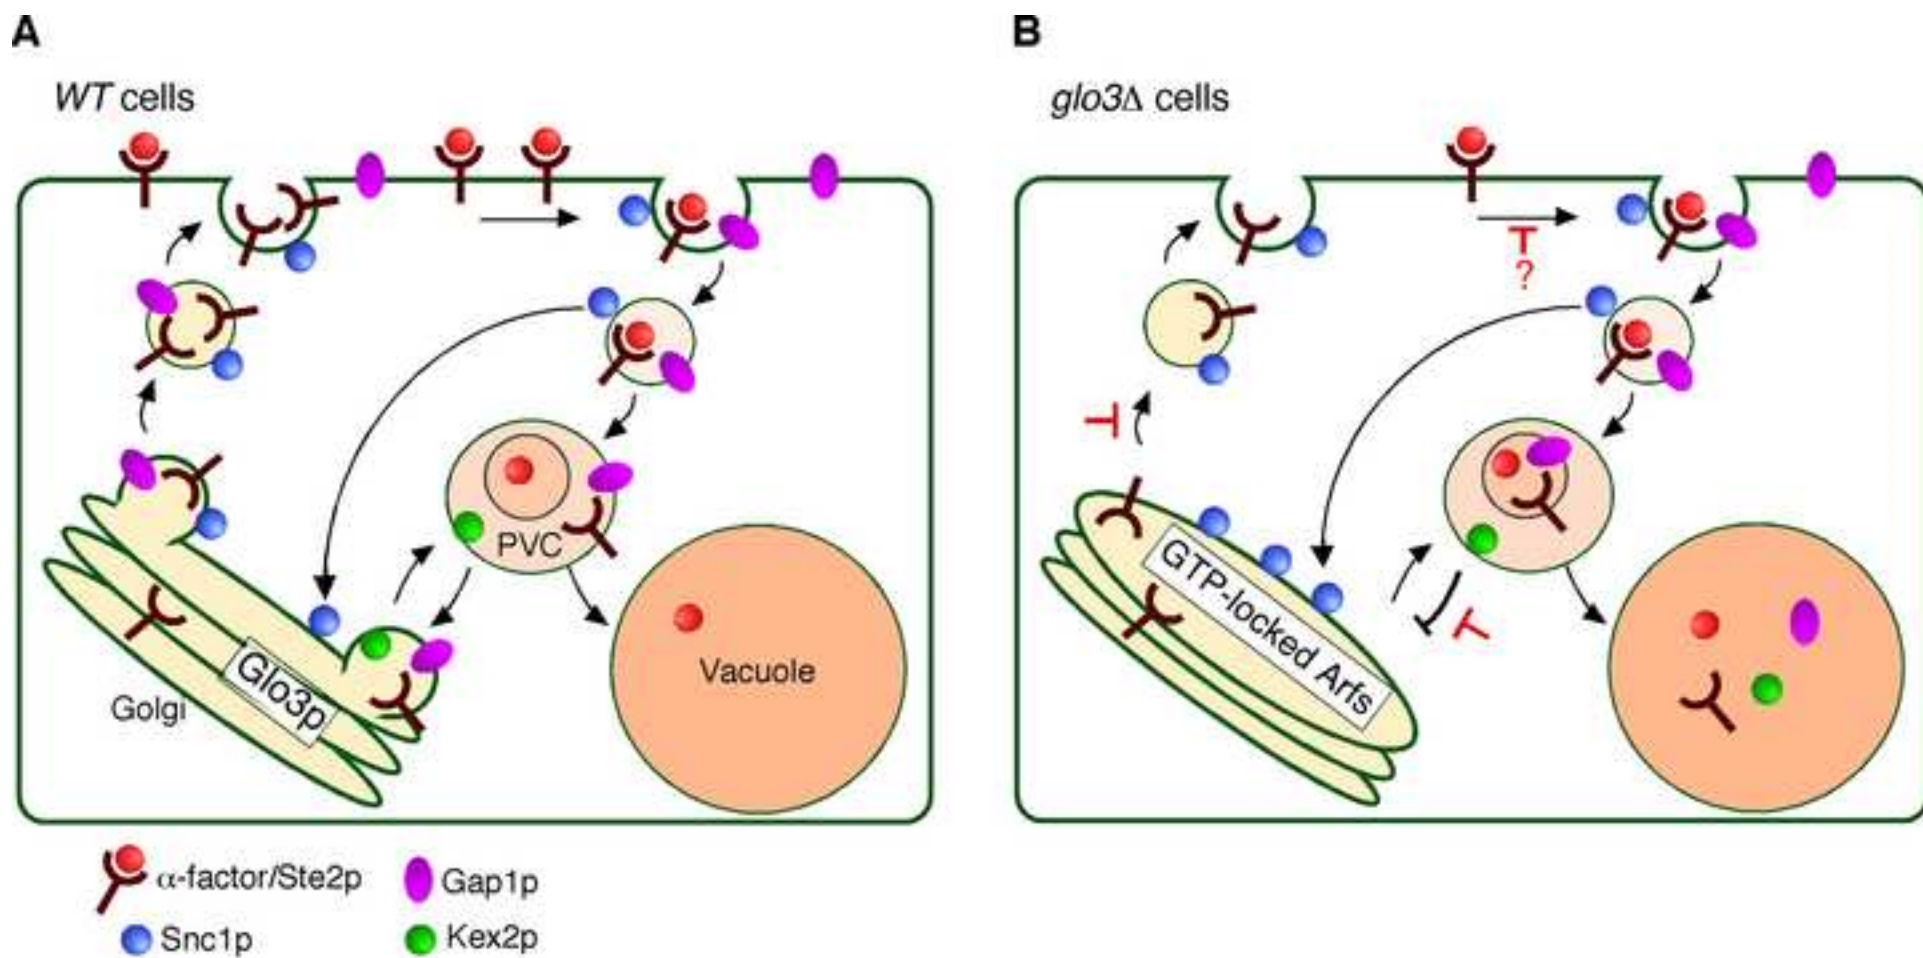 A
B
WT cells
glo3Δ cells
?
PVC
Vacuole
Golgi
Glo3p
GTP-locked Arfs
α-factor/Ste2p
Gap1p
Snc1p
Kex2p